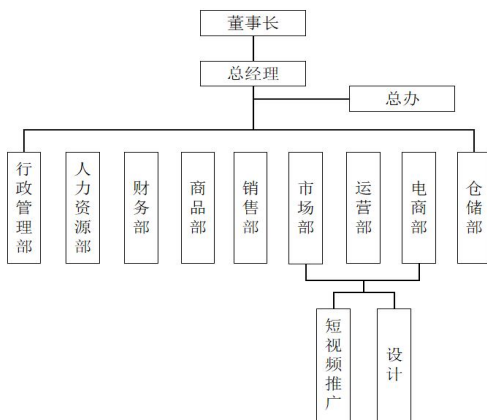 董事长
总经理
总办
行政管理部
人力资源部
财务部
商品部
销售部
市场部
运营部
电商部
仓储部
短视频推广
设计